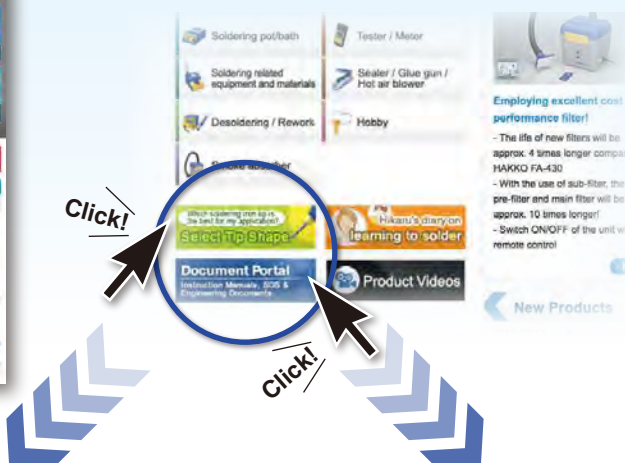 Soldering pot/bath
Tester / Meter
Soldering related
equipment and materials
Sealer / Glue gun /
Hot air blower
Desoldering / Rework
Hobby
Smoke absorber
Click!
Which soldering iron tip is
the best for my application?
Select Tip Shape
Hikaru's diary on
learning to solder
Document Portal
Instruction Manuals, SDS &
Engineering Documents
Product Videos
Click!
Employing excellent cost
performance filter!
- The life of new filters will be
approx. 4 times longer
HAKKO FA-430
- With the use of sub-filter, the
pre-filter and main filter will be
approx. 10 times longer!
- Switch ON/OFF of the unit
remote control
New Products